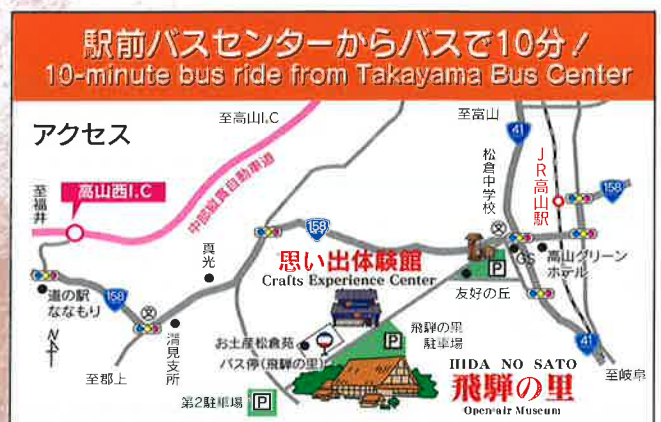 駅前バスセンターからバスで10分!
10-minute bus ride from Takayama Bus Center
アクセス
至高山I.C
至富山
41
158
至福井
高山西I.C
中部縦貫自動車道
松倉中学校
JR高山駅
158
文
GS
高山グリーン
ホテル
真光
思い出体験館
Crafts Experience Center
P
友好の丘
道の駅
ななもり
158
文
清見支所
至郡上
N
お土産松倉苑
バス停(飛騨の里)
飛騨の里
駐車場
P
41
至岐阜
HIDA NO SATO
飛騨の里
Open-air Museum
第2駐車場
P